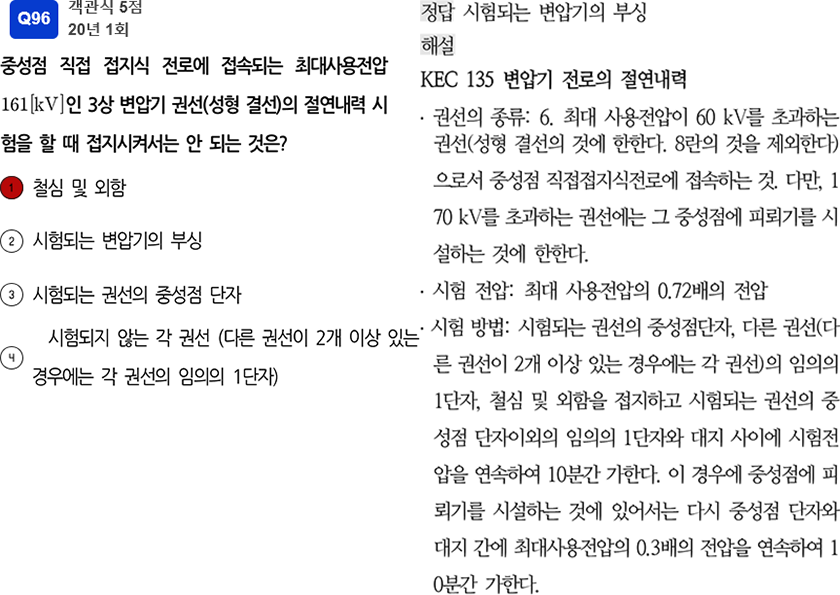 Q96
객관식 5점
20년 1회
중성점 직접 접지식 전로에 접속되는 최대사용전압
161[kV]인 3상 변압기 권선(성형 결선)의 절연내력 시
험을 할 때 접지시켜서는 안 되는 것은?
1 철심 및 외함
2 시험되는 변압기의 부싱
3 시험되는 권선의 중성점 단자
4 시험되지 않는 각 권선 (다른 권선이 2개 이상 있는
경우에는 각 권선의 임의의 1단자)
정답 시험되는 변압기의 부싱
해설
KEC 135 변압기 전로의 절연내력
· 권선의 종류: 6. 최대 사용전압이 60 kV를 초과하는
권선(성형 결선의 것에 한한다. 8란의 것을 제외한다)
으로서 중성점 직접접지식전로에 접속하는 것. 다만, 1
70 kV를 초과하는 권선에는 그 중성점에 피뢰기를 시
설하는 것에 한한다.
· 시험 전압: 최대 사용전압의 0.72배의 전압
· 시험 방법: 시험되는 권선의 중성점단자, 다른 권선(다
른 권선이 2개 이상 있는 경우에는 각 권선)의 임의의
1단자, 철심 및 외함을 접지하고 시험되는 권선의 중
성점 단자이외의 임의의 1단자와 대지 사이에 시험전
압을 연속하여 10분간 가한다. 이 경우에 중성점에 피
뢰기를 시설하는 것에 있어서는 다시 중성점 단자와
대지 간에 최대사용전압의 0.3배의 전압을 연속하여 1
0분간 가한다.